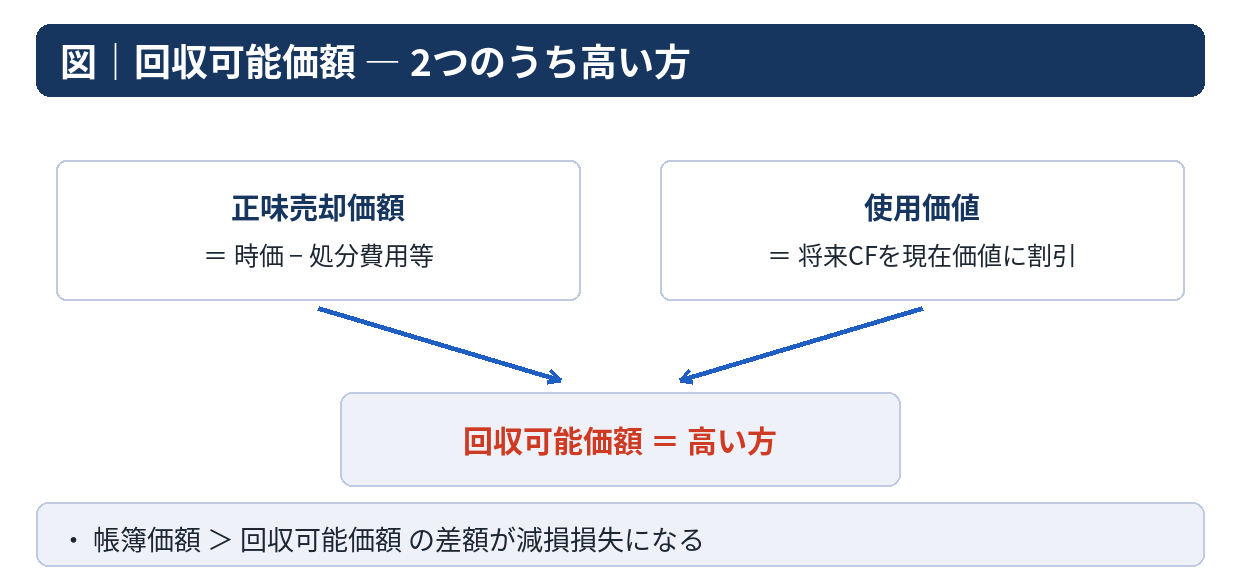 図｜回収可能価額 — 2つのうち高い方
正味売却価額
＝ 時価 − 処分費用等
使用価値
＝ 将来CFを現在価値に割引
回収可能価額 ＝ 高い方
・ 帳簿価額 ＞ 回収可能価額 の差額が減損損失になる